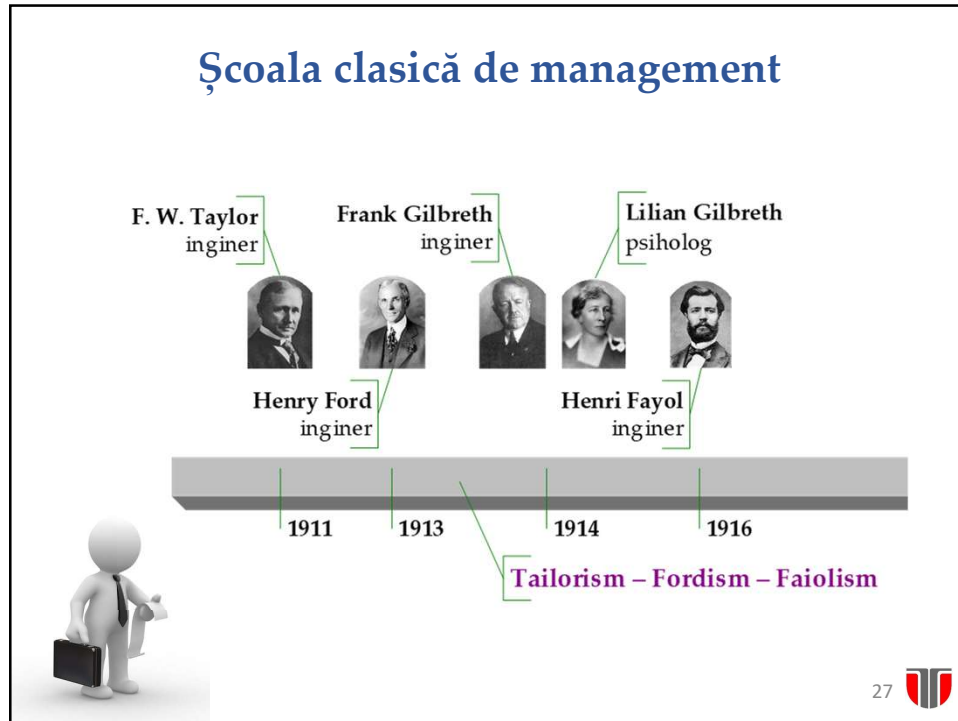 Școala clasică de management
F. W. Taylor
inginer
Frank Gilbreth
inginer
Lilian Gilbreth
psiholog
Henry Ford
inginer
Henri Fayol
inginer
1911
1913
1914
1916
Tailorism – Fordism – Faiolism
27